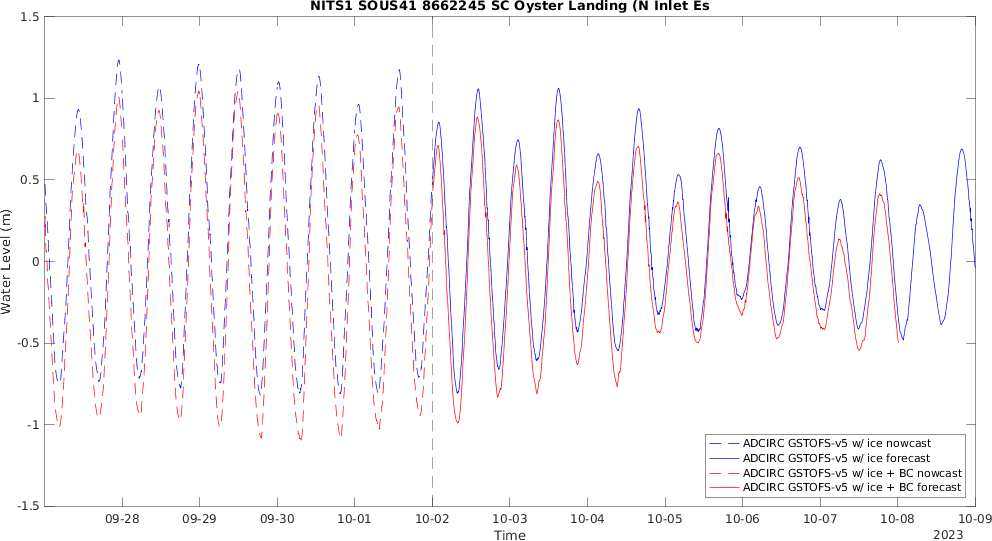 NITS1 SOUS41 8662245 SC Oyster Landing (N Inlet Es
1.5
1
0.5
0
-0.5
-1
-1.5
Water Level (m)
ADCIRC GSTOFS-v5 w/ ice nowcast
ADCIRC GSTOFS-v5 w/ ice forecast
ADCIRC GSTOFS-v5 w/ ice + BC nowcast
ADCIRC GSTOFS-v5 w/ ice + BC forecast
09-28 09-29 09-30 10-01 10-02 10-03 10-04 10-05 10-06 10-07 10-08 10-09
Time
2023